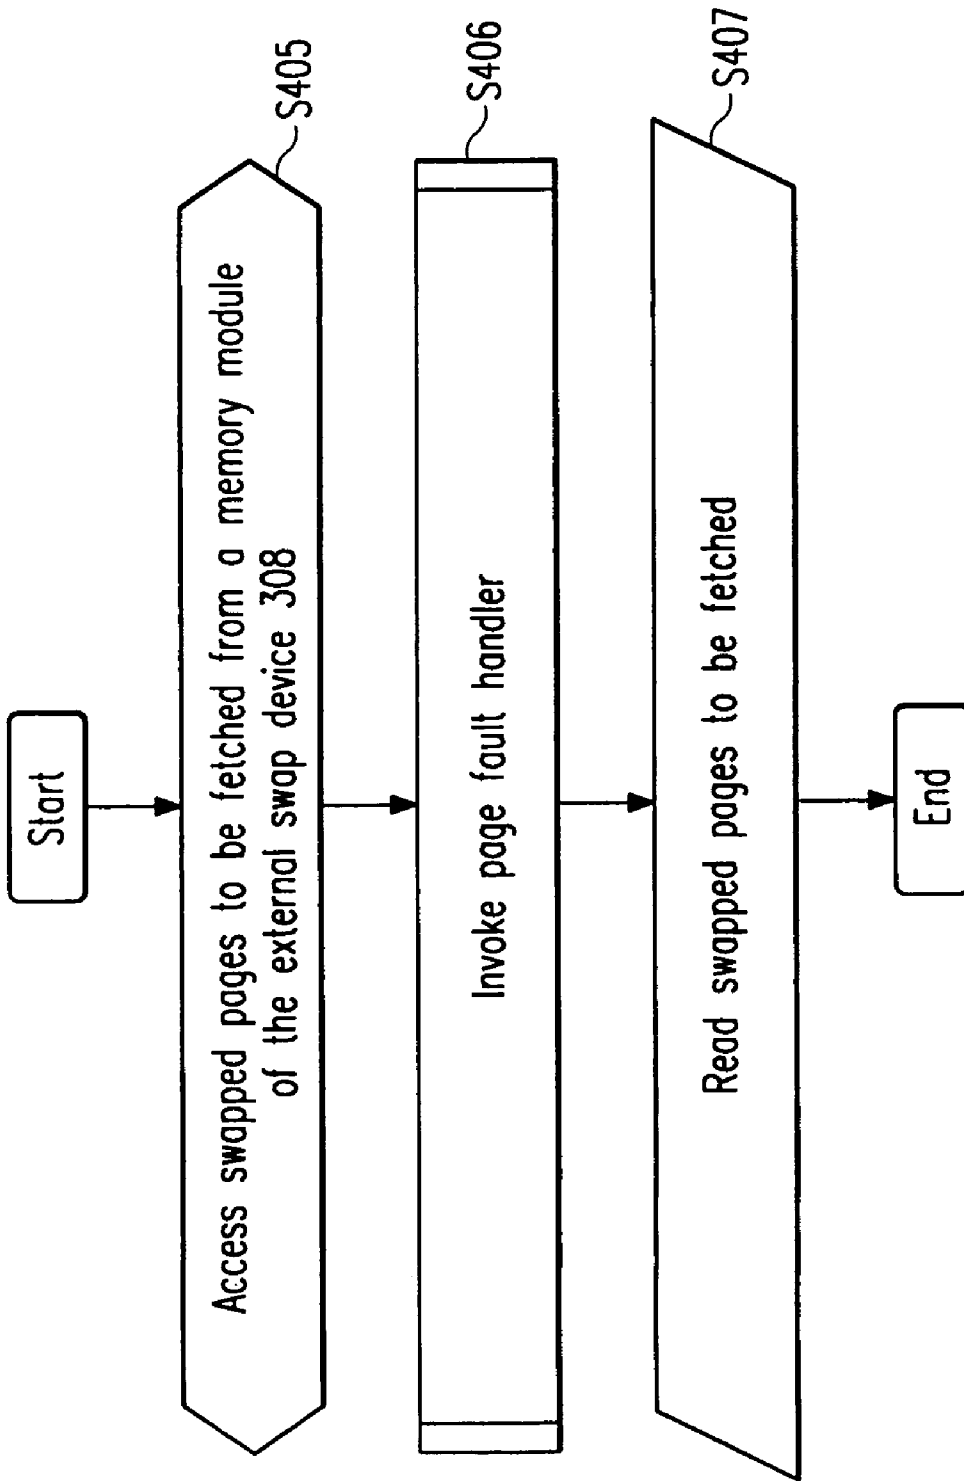 Start
Access swapped pages to be fetched from a memory module
of the external swap device 308
S405
Invoke page fault handler
S406
Read swapped pages to be fetched
S407
End